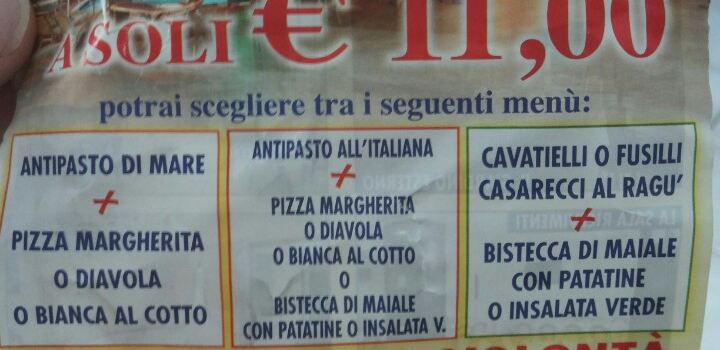 A SOLI € 11,00
potrai scegliere tra i seguenti menù:
ANTIPASTO DI MARE
+
PIZZA MARGHERITA
O DIAVOLA
O BIANCA AL COTTO
ANTIPASTO ALL'ITALIANA
+
PIZZA MARGHERITA
O DIAVOLA
O BIANCA AL COTTO
O
BISTECCA DI MAIALE
CON PATATINE O INSALATA V.
CAVATIELLI O FUSILLI
CASARECCI AL RAGU'
+
BISTECCA DI MAIALE
CON PATATINE
O INSALATA VERDE
VOLONTÀ